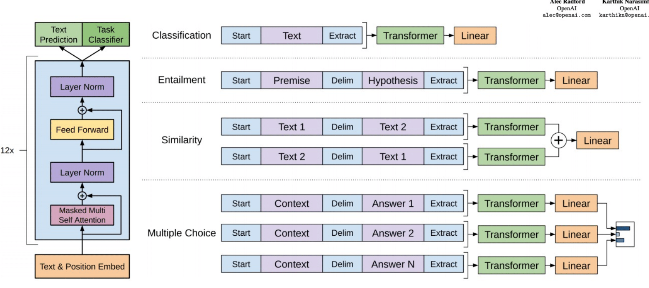 Alec Radford
Karthik Narasimhan
OpenAI
OpenAI
alec@openai.com
karthikn@openai.
Text Prediction
Task Classifier
Layer Norm
Feed Forward
12x
Layer Norm
Masked Multi Self Attention
Text & Position Embed
Classification
Start Text Extract Transformer Linear
Entailment
Start Premise Delim Hypothesis Extract Transformer Linear
Similarity
Start Text 1 Delim Text 2 Extract Transformer
Start Text 2 Delim Text 1 Extract Transformer
Linear
Multiple Choice
Start Context Delim Answer 1 Extract Transformer Linear
Start Context Delim Answer 2 Extract Transformer Linear
Start Context Delim Answer N Extract Transformer Linear